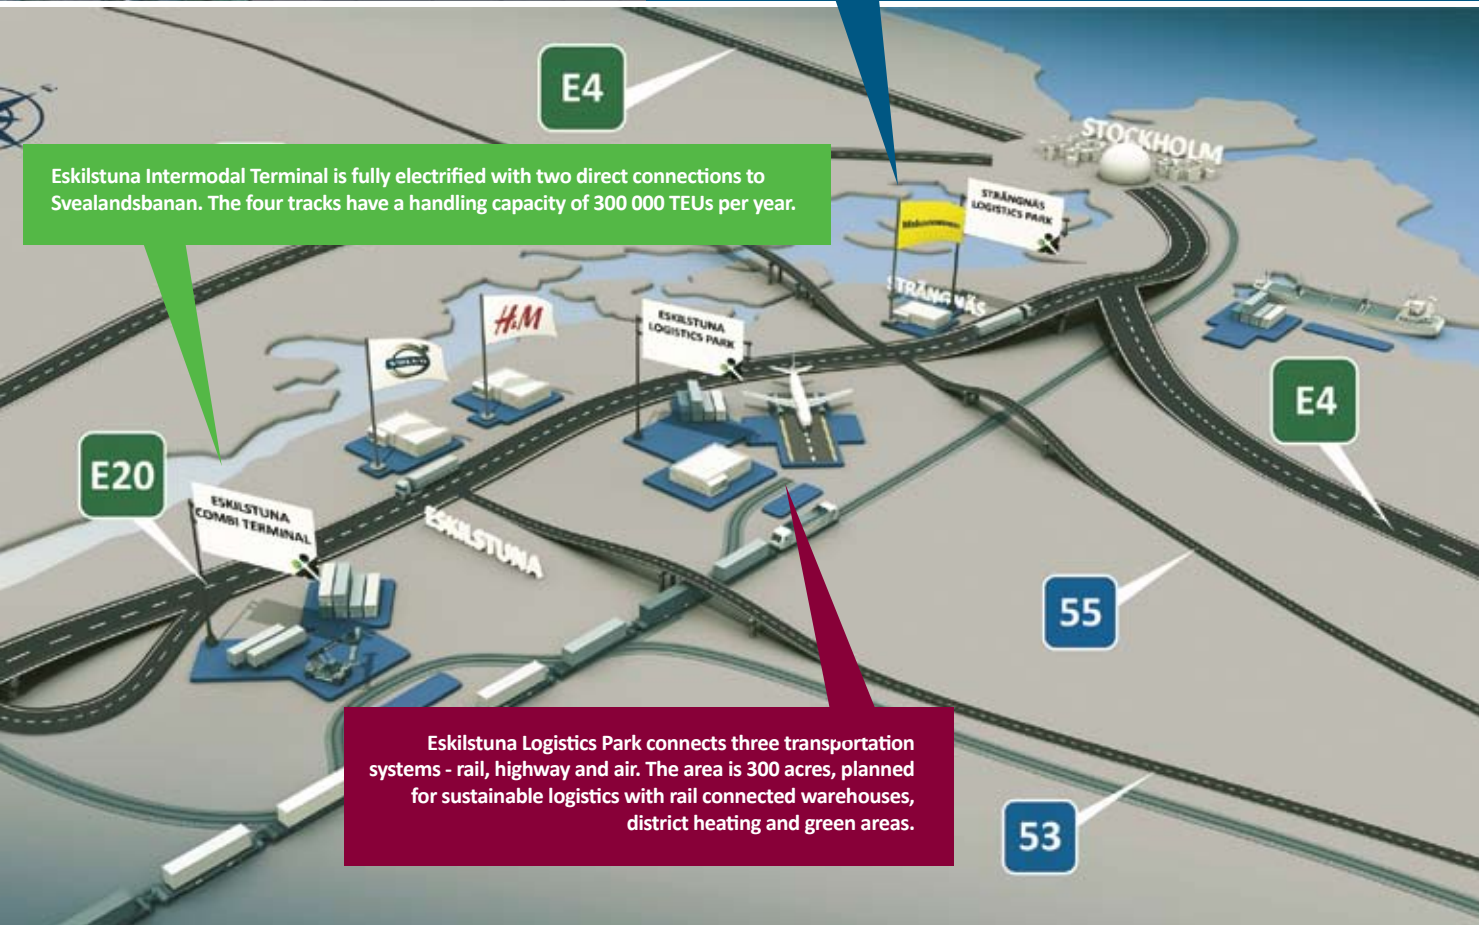 E4
STOCKHOLM
Eskilstuna Intermodal Terminal is fully electrified with two direct connections to
Svealandsbanan. The four tracks have a handling capacity of 300 000 TEUs per year.
STRÄNGNÄS
LOGISTICS PARK
STRÄNGNÄS
H&M
ESKILSTUNA
LOGISTICS PARK
VOLVO
E4
E20
ESKILSTUNA
COMBI TERMINAL
ESKILSTUNA
55
Eskilstuna Logistics Park connects three transportation
systems - rail, highway and air. The area is 300 acres, planned
for sustainable logistics with rail connected warehouses,
district heating and green areas.
53